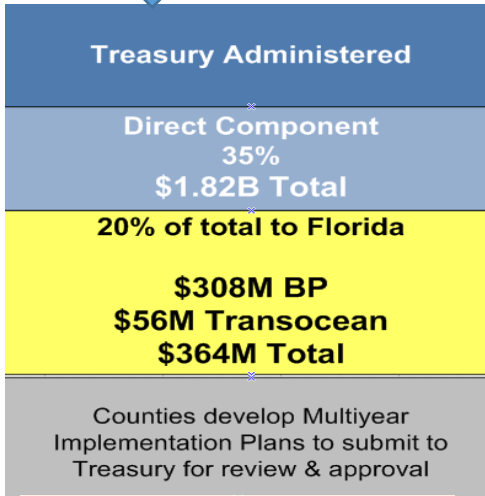 Treasury Administered
Direct Component
35%
$1.82B Total
20% of total to Florida
$308M BP
$56M Transocean
$364M Total
Counties develop Multiyear
Implementation Plans to submit to
Treasury for review & approval